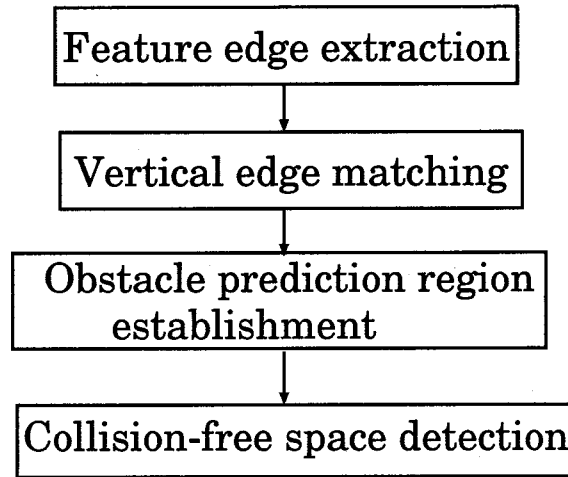 Feature edge extraction
Vertical edge matching
Obstacle prediction region
establishment
Collision-free space detection